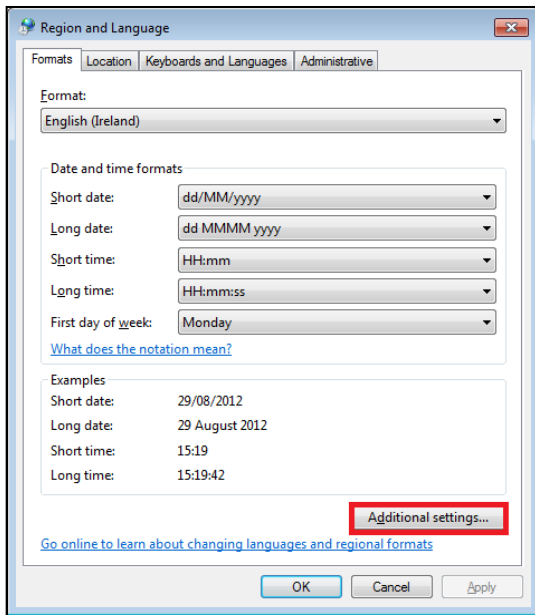 Region and Language
Formats Location Keyboards and Languages Administrative
Format:
English (Ireland)
Date and time formats
Short date: dd/MM/yyyy
Long date: dd MMMM yyyy
Short time: HH:mm
Long time: HH:mm:ss
First day of week: Monday
What does the notation mean?
Examples
Short date: 29/08/2012
Long date: 29 August 2012
Short time: 15:19
Long time: 15:19:42
Additional settings...
Go online to learn about changing languages and regional formats
OK Cancel Apply